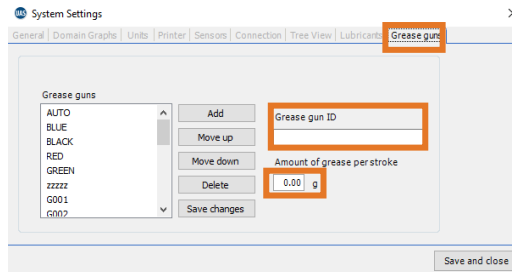 UAS System Settings
General Domain Graphs Units Printer Sensors Connection Tree View Lubricants Grease guns
Grease guns
AUTO
BLUE
BLACK
RED
GREEN
zzzzz
G001
G002
Add
Move up
Move down
Delete
Save changes
Grease gun ID
Amount of grease per stroke
0.00 g
Save and close